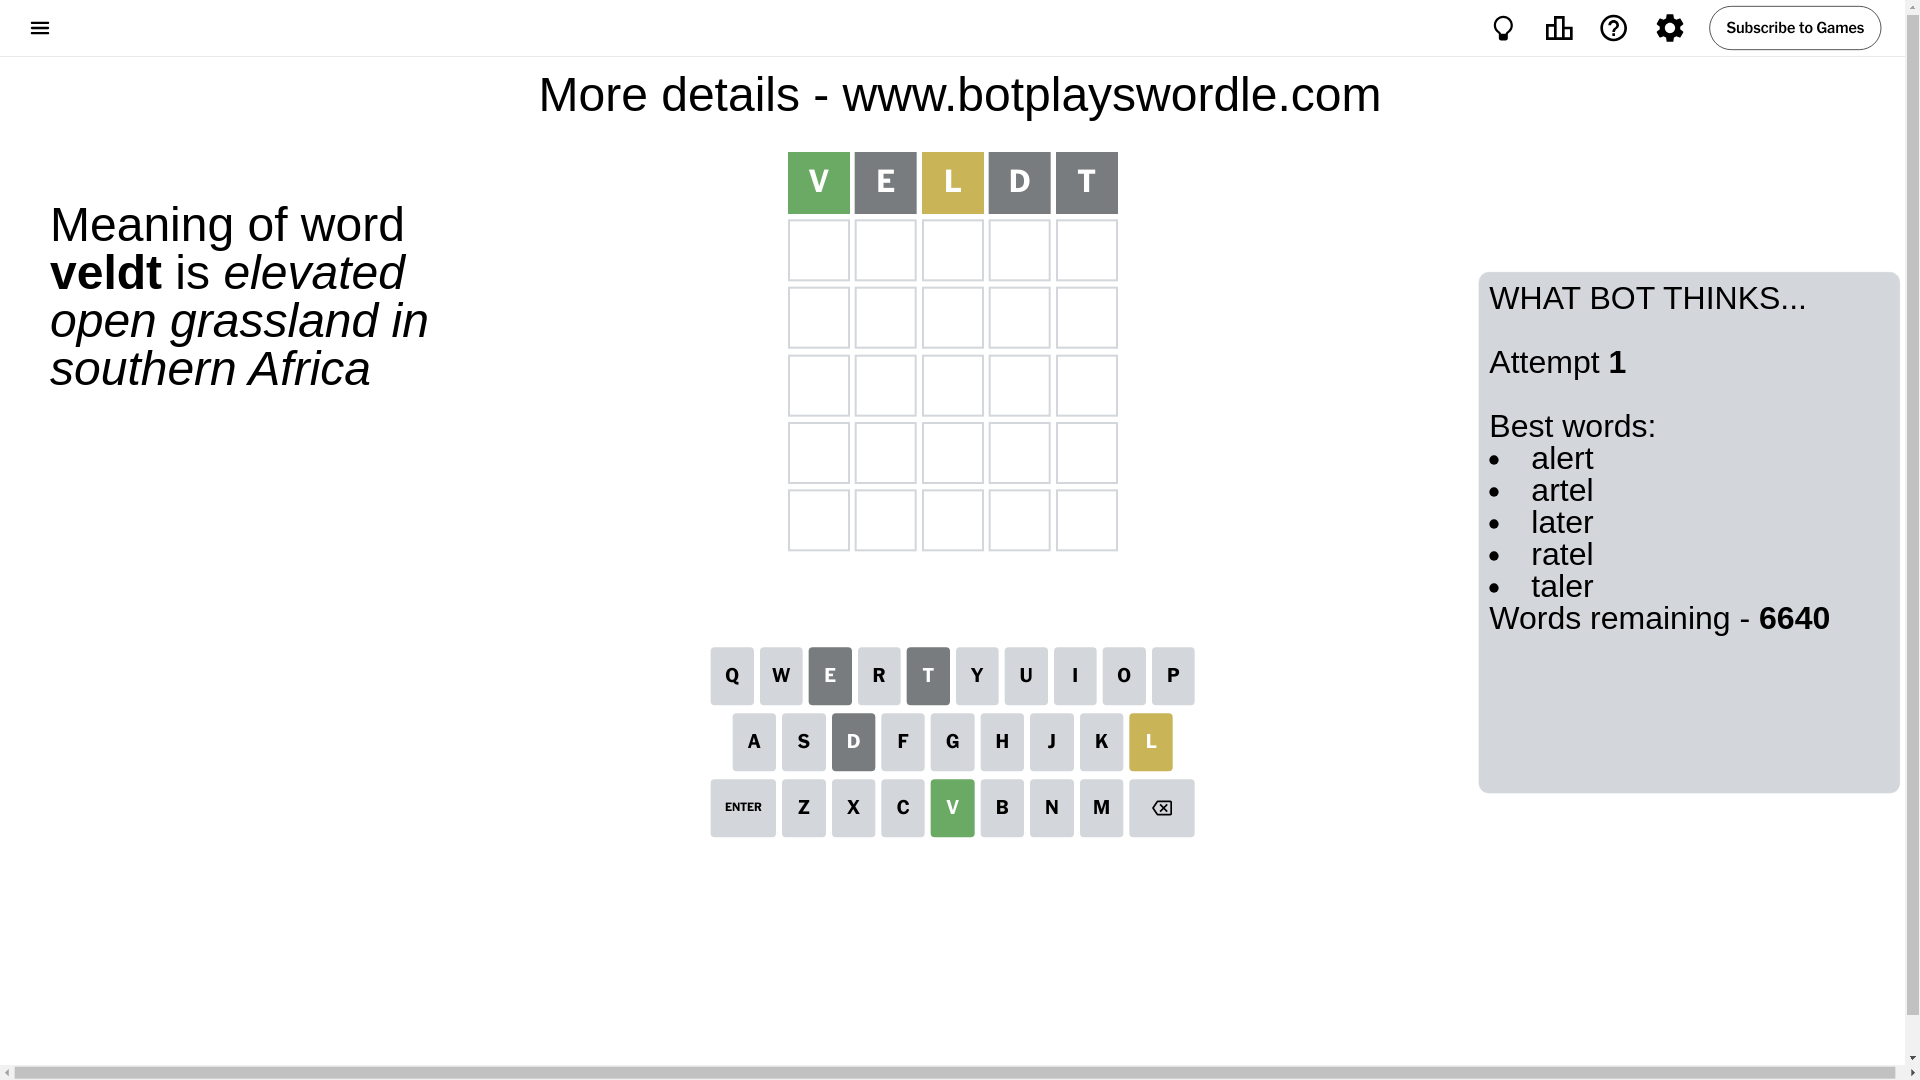 Subscribe to Games
More details - www.botplayswordle.com
V E L D T
Meaning of word
veldt is elevated
open grassland in
southern Africa
WHAT BOT THINKS...
Attempt 1
Best words:
• alert
• artel
• later
• ratel
• taler
Words remaining - 6640
Q W E R T Y U I O P
A S D F G H J K L
ENTER Z X C V B N M